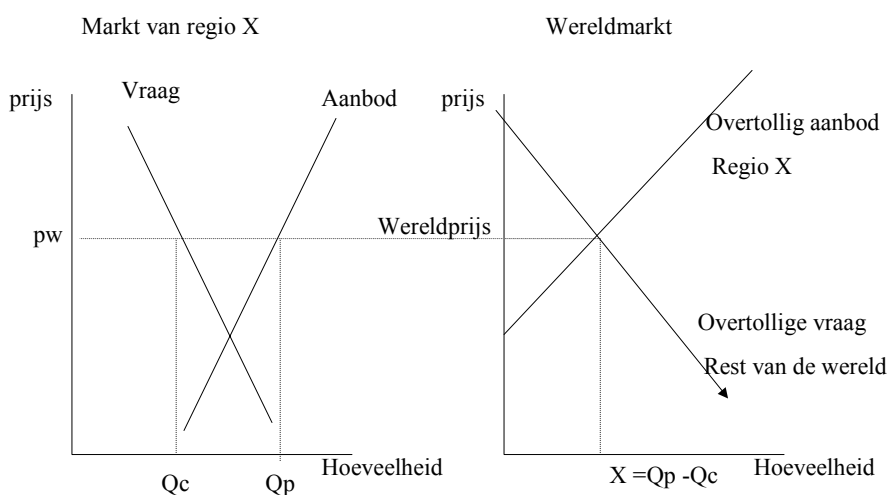 Markt van regio X
Wereldmarkt
prijs
Vraag
Aanbod
pw
Qc
Qp
Hoeveelheid
prijs
Overtollig aanbod
Regio X
Wereldprijs
Overtollige vraag
Rest van de wereld
X =Qp -Qc
Hoeveelheid